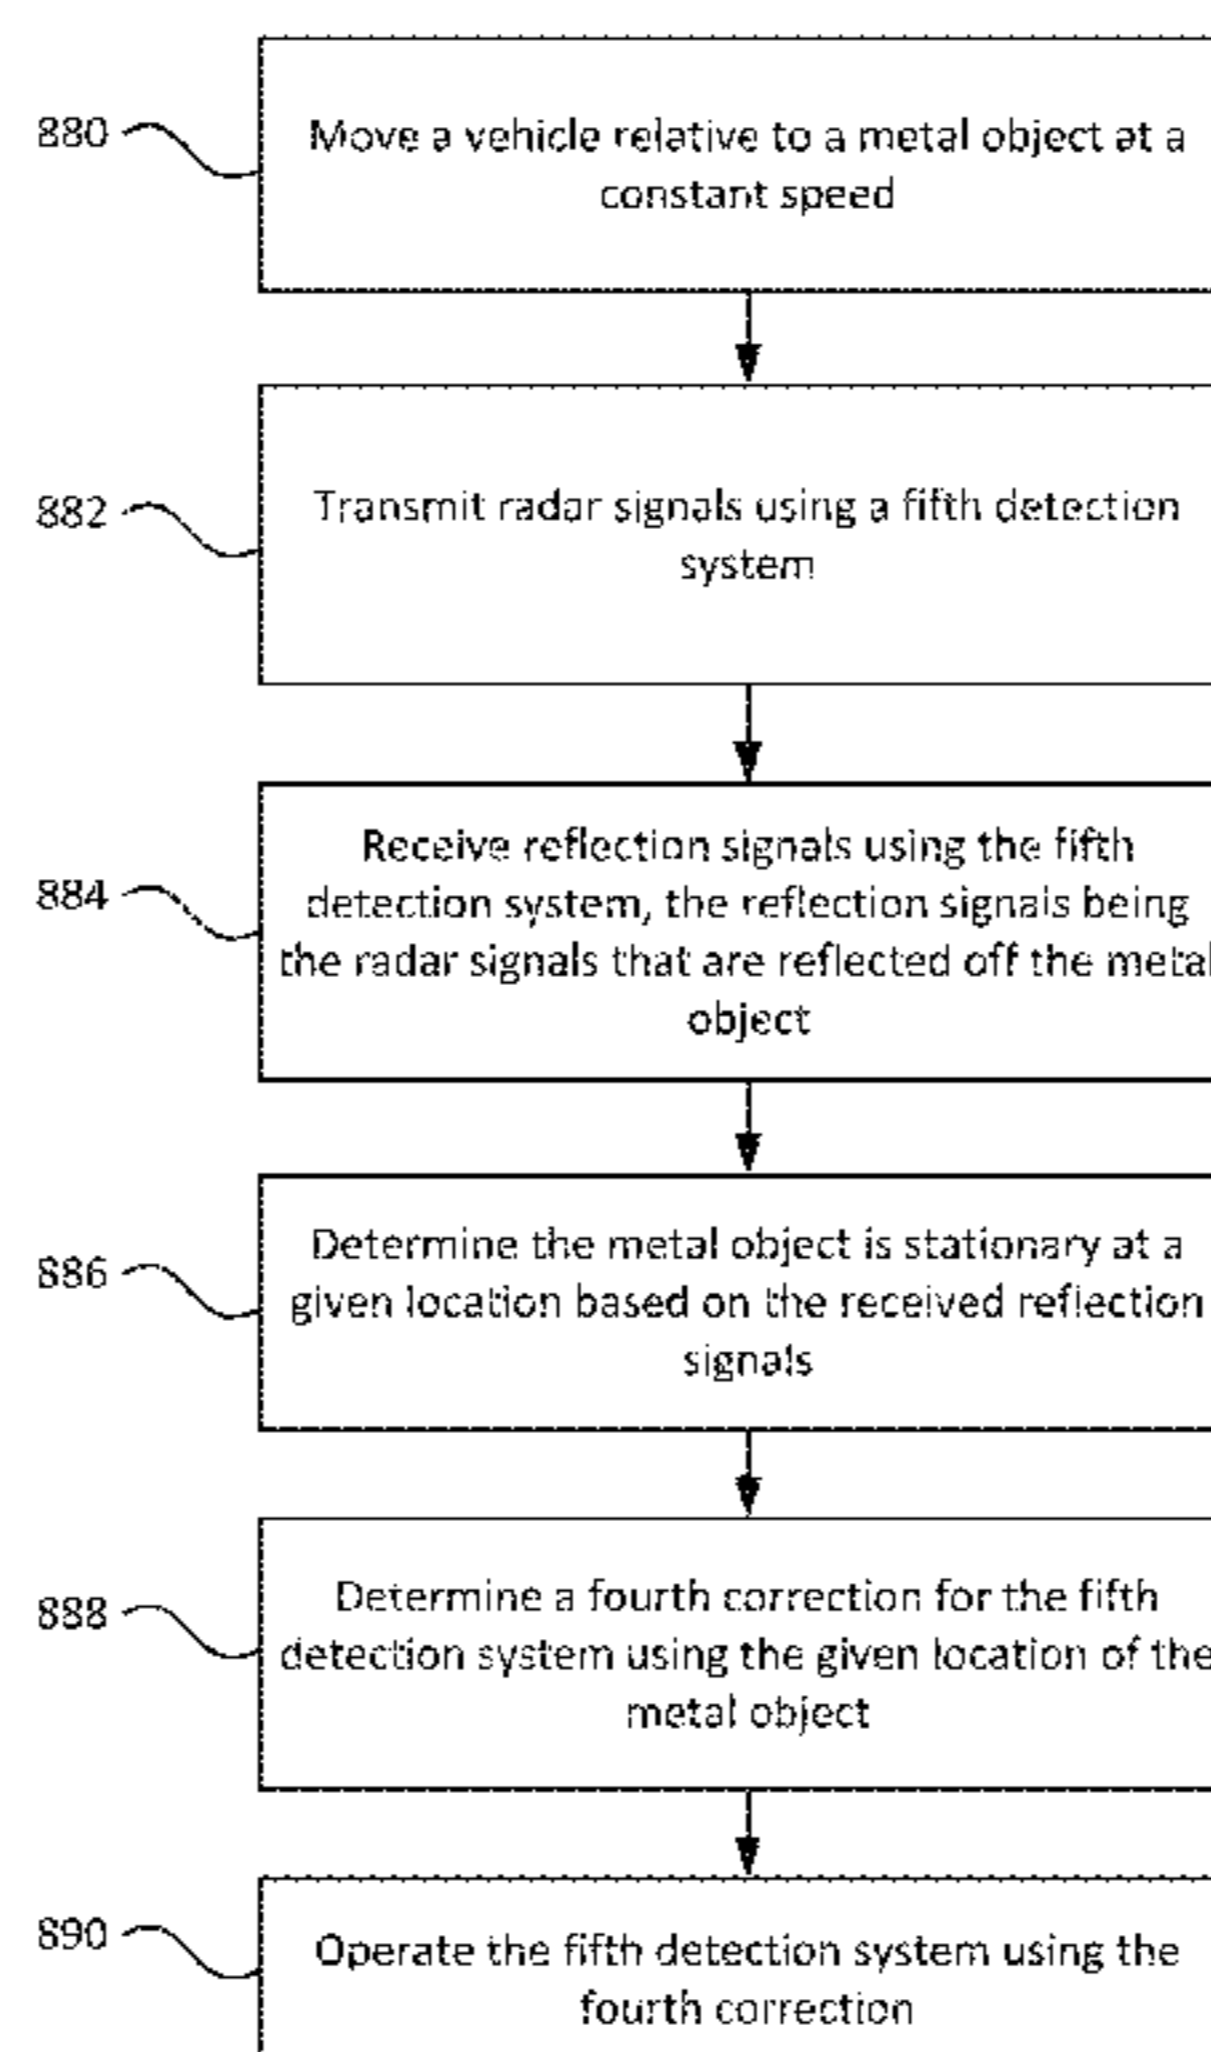 880
Move a vehicle relative to a metal object at a
constant speed
882
Transmit radar signals using a fifth detection
system
884
Receive reflection signals using the fifth
detection system, the reflection signals being
the radar signals that are reflected off the metal
object
886
Determine the metal object is stationary at a
given location based on the received reflection
signals
888
Determine a fourth correction for the fifth
detection system using the given location of the
metal object
890
Operate the fifth detection system using the
fourth correction